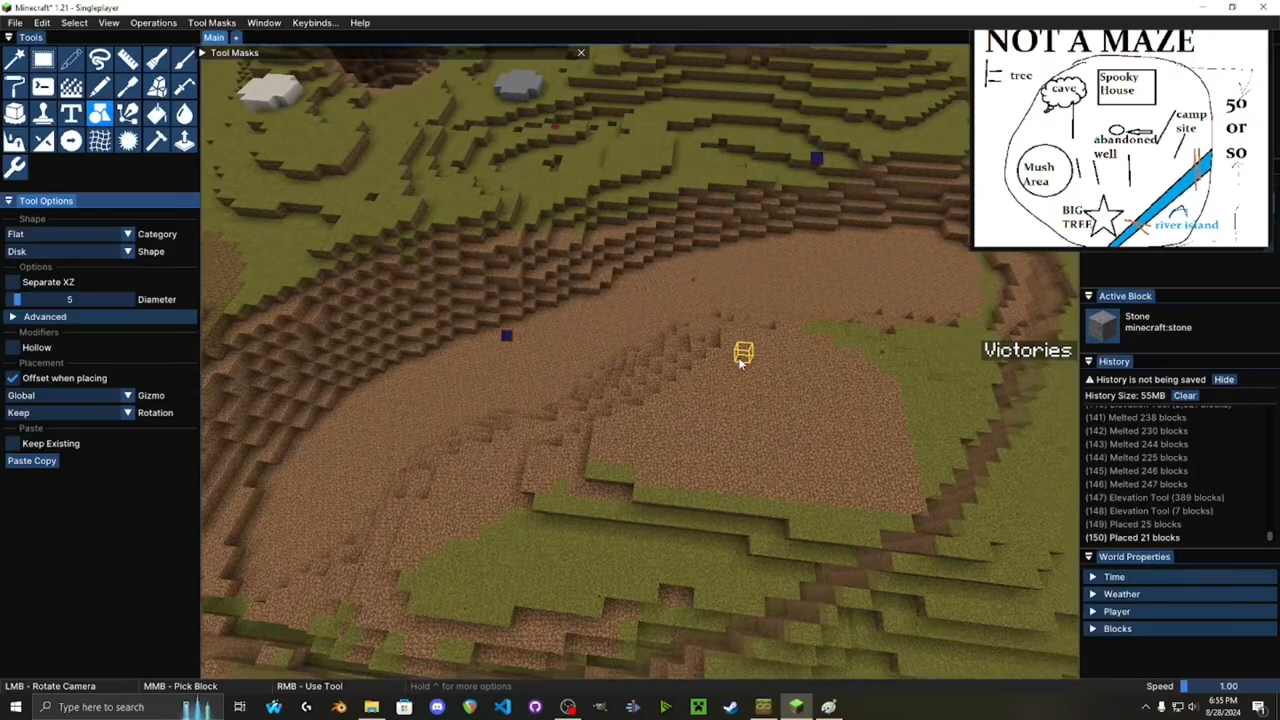 Minecraft* 1.21 - Singleplayer
File Edit Select View Operations Tool Masks Window Keybinds... Help
Tools
Main +
Tool Masks
Tool Options
Shape
Flat Category
Disk Shape
Options
Separate XZ
5 Diameter
Advanced
Modifiers
Hollow
Placement
Offset when placing
Global Gizmo
Keep Rotation
Paste
Keep Existing
Paste Copy
NOT A MAZE
tree
cave
Spooky
House
camp
site
abandoned
well
Mush
Area
BIG
TREE
river island
50
or
so
Active Block
Stone
minecraft:stone
Victories
History
History is not being saved Hide
History Size: 55MB Clear
(141) Melted 238 blocks
(142) Melted 230 blocks
(143) Melted 244 blocks
(144) Melted 225 blocks
(145) Melted 246 blocks
(146) Melted 247 blocks
(147) Elevation Tool (389 blocks)
(148) Elevation Tool (7 blocks)
(149) Placed 25 blocks
(150) Placed 21 blocks
World Properties
Time
Weather
Player
Blocks
LMB - Rotate Camera MMB - Pick Block RMB - Use Tool Hold ^ for more options Speed 1.00
Type here to search
6:55 PM
8/28/2024